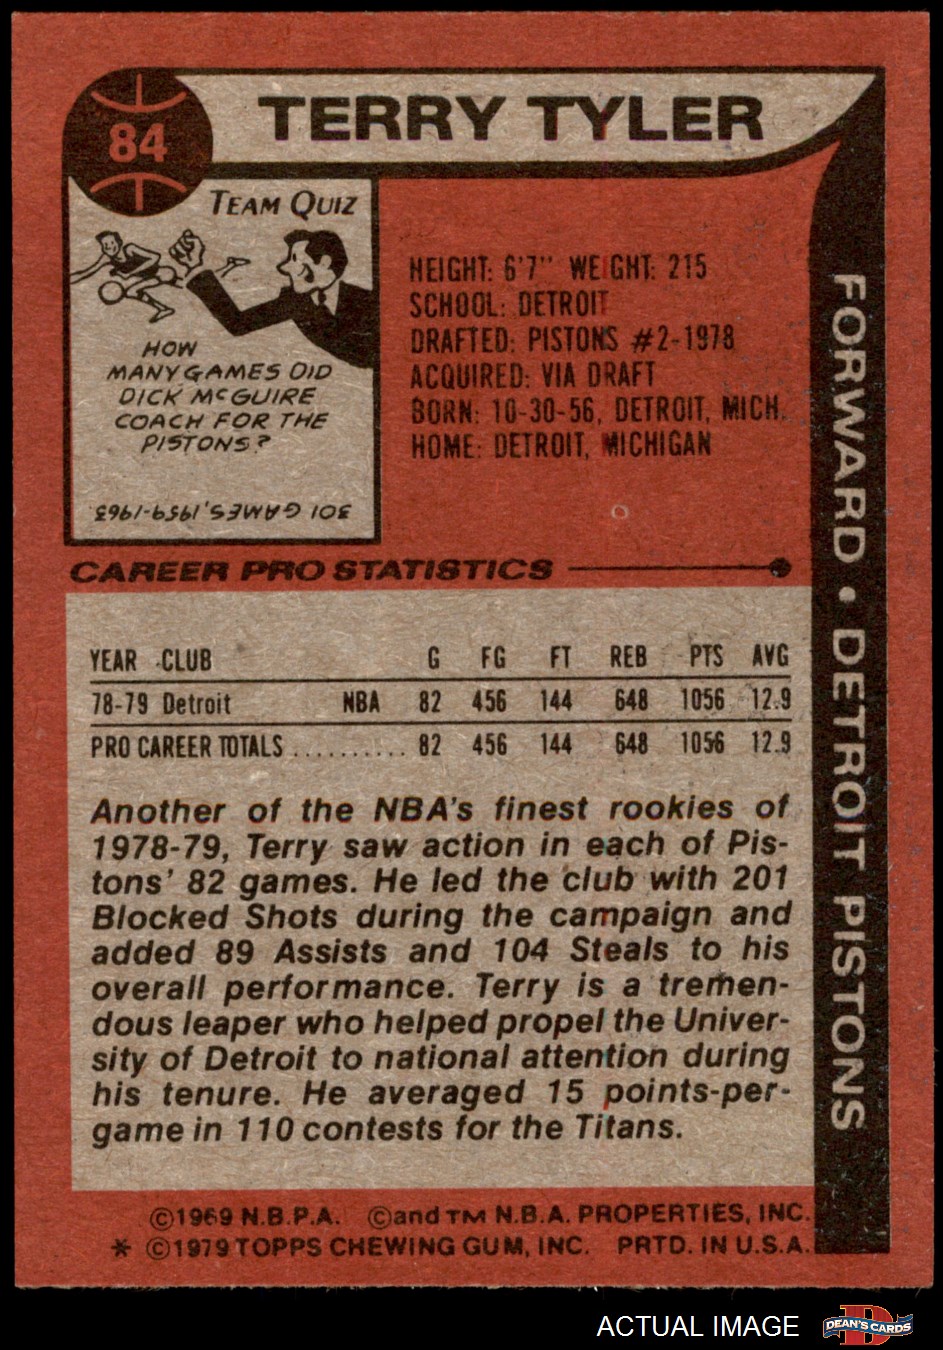 84
TERRY TYLER
TEAM QUIZ
HOW
MANY GAMES DID
DICK McGUIRE
COACH FOR THE
PISTONS?
301 GAMES, 1959-1963
HEIGHT: 6'7" WEIGHT: 215
SCHOOL: DETROIT
DRAFTED: PISTONS #2-1978
ACQUIRED: VIA DRAFT
BORN: 10-30-56, DETROIT, MICH.
HOME: DETROIT, MICHIGAN
FORWARD • DETROIT PISTONS
CAREER PRO STATISTICS
YEAR CLUB G FG FT REB PTS AVG
78-79 Detroit NBA 82 456 144 648 1056 12.9
PRO CAREER TOTALS .......... 82 456 144 648 1056 12.9
Another of the NBA's finest rookies of
1978-79, Terry saw action in each of Pis-
tons' 82 games. He led the club with 201
Blocked Shots during the campaign and
added 89 Assists and 104 Steals to his
overall performance. Terry is a tremen-
dous leaper who helped propel the Univer-
sity of Detroit to national attention during
his tenure. He averaged 15 points-per-
game in 110 contests for the Titans.
©1969 N.B.P.A. ©and TM N.B.A. PROPERTIES, INC.
* ©1979 TOPPS CHEWING GUM, INC. PRTD. IN U.S.A.
ACTUAL IMAGE
DEAN'S CARDS